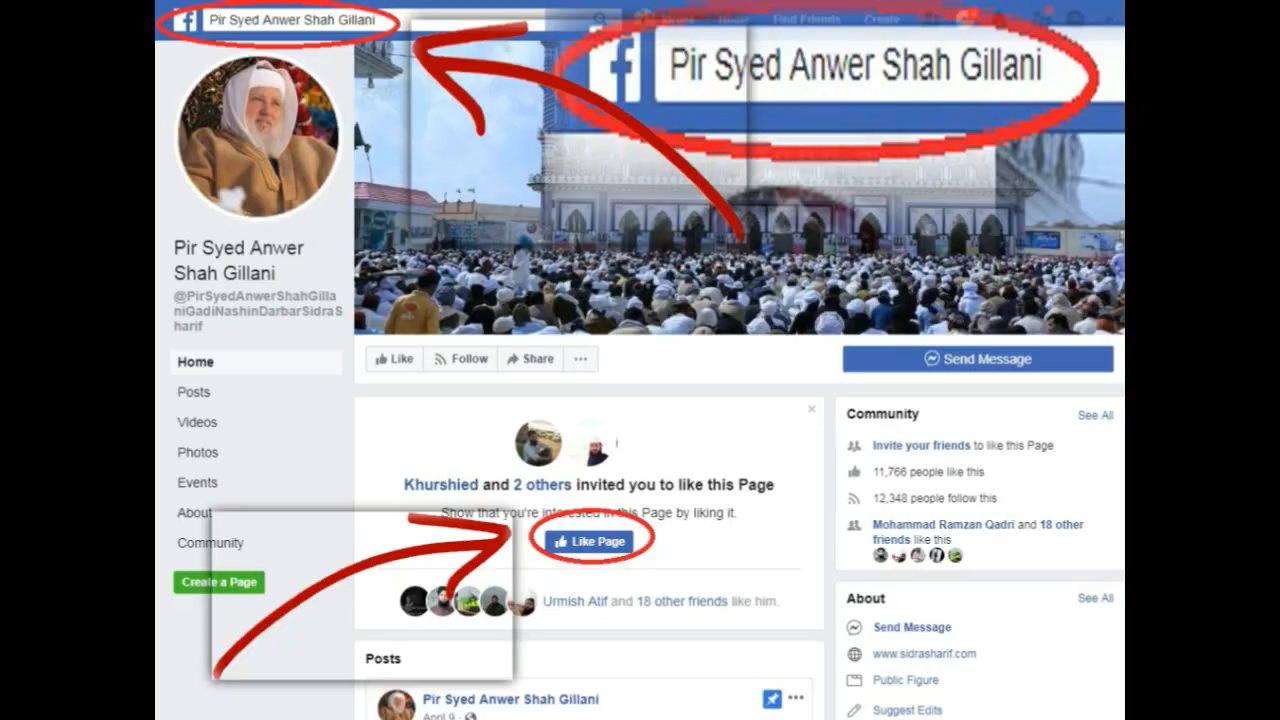 Pir Syed Anwer Shah Gillani
Home
Find Friends
Create
Pir Syed Anwer Shah Gillani
Pir Syed Anwer
Shah Gillani
@PirSyedAnwerShahGilla
niGadiNashinDarbarSidraS
harif
Home
Posts
Videos
Photos
Events
About
Community
Create a Page
Like
Follow
Share
Send Message
Khurshied and 2 others invited you to like this Page
Show that you're interested in this Page by liking it.
Like Page
Urmish Atif and 18 other friends like him.
Posts
Pir Syed Anwer Shah Gillani
April 9
Community
See All
Invite your friends to like this Page
11,766 people like this
12,348 people follow this
Mohammad Ramzan Qadri and 18 other
friends like this
About
See All
Send Message
www.sidrasharif.com
Public Figure
Suggest Edits